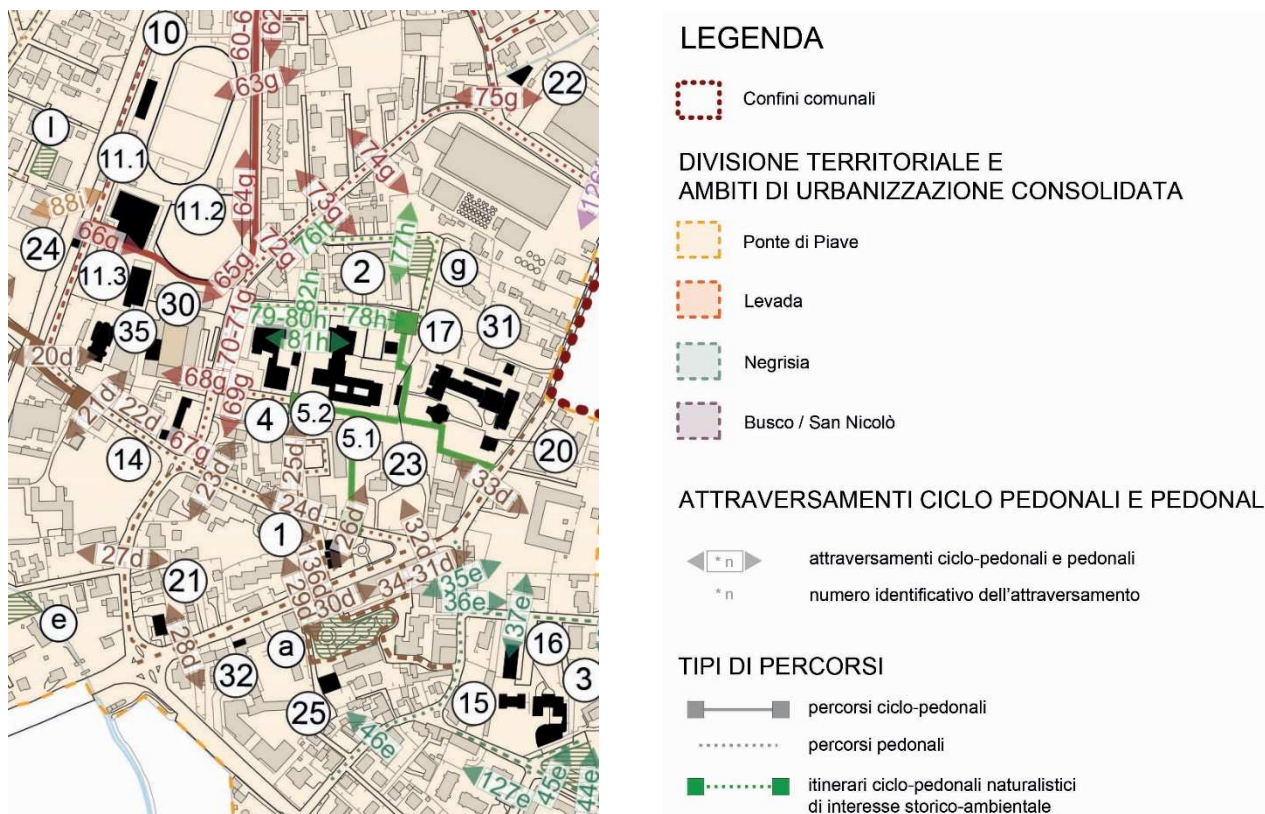 10
60-6
62
63g
22
75g
I
11.1
74g
126
64g
73g
88i
11.2
76h
77h
66g
72g
24
65g
2
g
11.3
82h
30
79-80h
78h
17
31
35
70-71g
81h
20d
68g
69g
4
5.2
21d
22d
5.1
67g
25d
23
20
14
23d
33d
24d
1
26d
32d
27d
36d
34-31d
35e
21
29d
30d
36e
37e
e
28d
a
16
32
3
25
15
46e
127e
45e
44e
LEGENDA
Confini comunali
DIVISIONE TERRITORIALE E
AMBITI DI URBANIZZAZIONE CONSOLIDATA
Ponte di Piave
Levada
Negrisia
Busco / San Nicolò
ATTRAVERSAMENTI CICLO PEDONALI E PEDONAL
* n
attraversamenti ciclo-pedonali e pedonali
* n
numero identificativo dell'attraversamento
TIPI DI PERCORSI
percorsi ciclo-pedonali
percorsi pedonali
itinerari ciclo-pedonali naturalistici
di interesse storico-ambientale